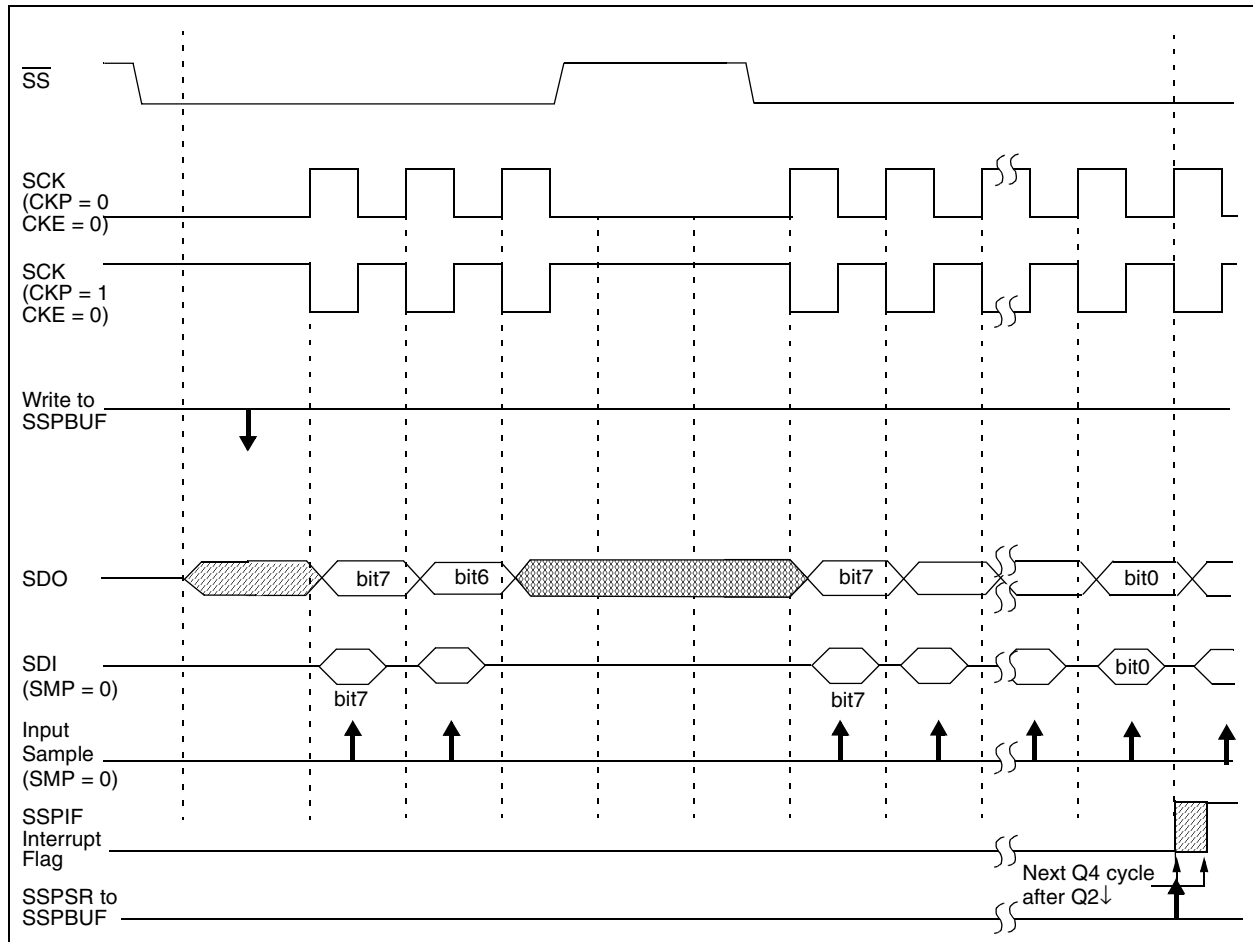 SS
SCK
(CKP = 0
CKE = 0)
SCK
(CKP = 1
CKE = 0)
Write to
SSPBUF
SDO
bit7
bit6
bit7
bit0
SDI
(SMP = 0)
bit7
bit7
bit0
Input
Sample
(SMP = 0)
SSPIF
Interrupt
Flag
Next Q4 cycle
after Q2↓
SSPSR to
SSPBUF